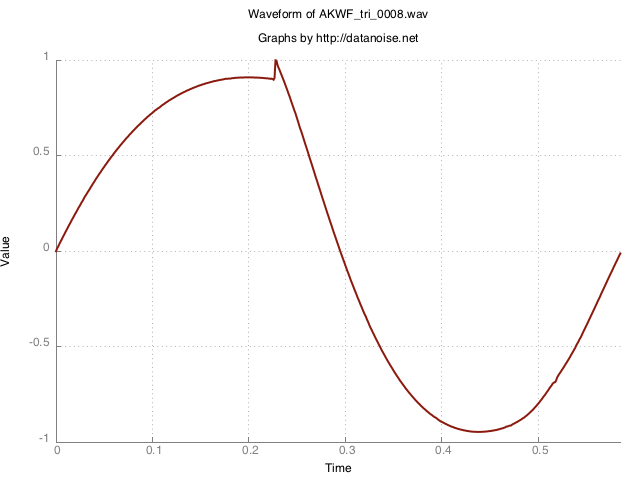 Waveform of AKWF_tri_0008.wav
Graphs by http://datanoise.net
1
0.5
0
-0.5
-1
Value
0 0.1 0.2 0.3 0.4 0.5
Time